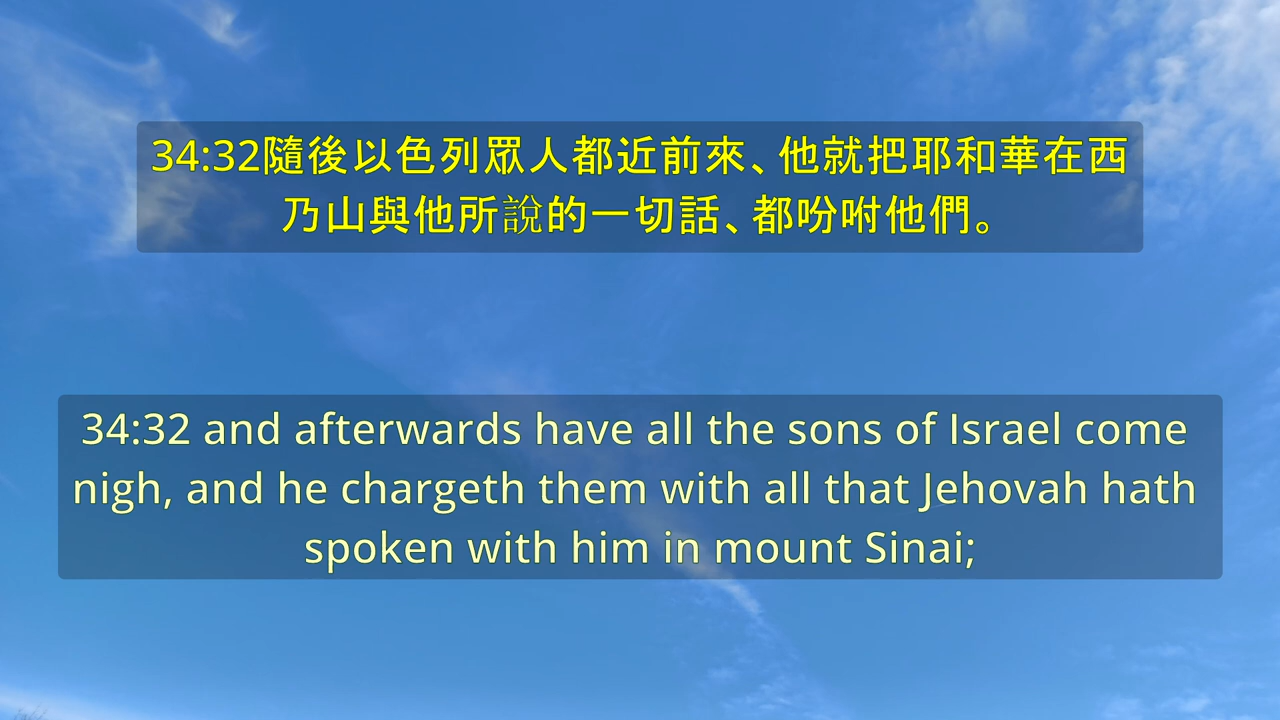 34:32隨後以色列眾人都近前來、他就把耶和華在西
乃山與他所說的一切話、都吩咐他們。
34:32 and afterwards have all the sons of Israel come
nigh, and he chargeth them with all that Jehovah hath
spoken with him in mount Sinai;